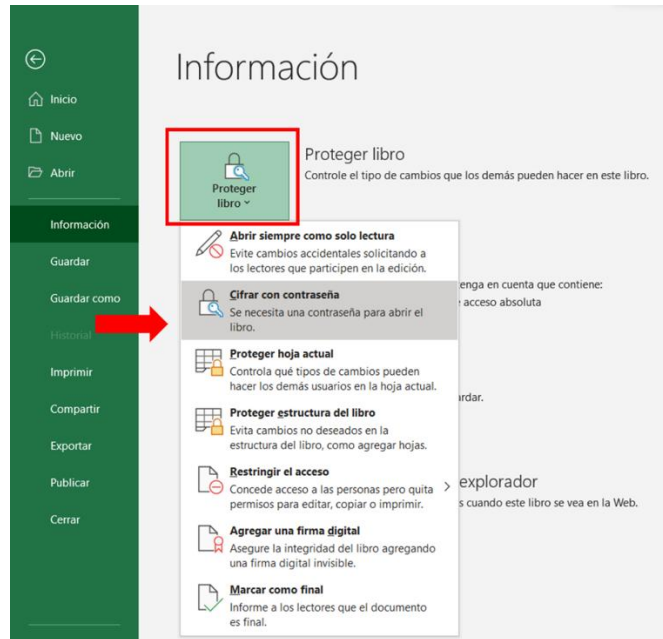 Información
Inicio
Nuevo
Abrir
Información
Guardar
Guardar como
Historial
Imprimir
Compartir
Exportar
Publicar
Cerrar
Proteger
libro
Proteger libro
Controle el tipo de cambios que los demás pueden hacer en este libro.
Abrir siempre como solo lectura
Evite cambios accidentales solicitando a
los lectores que participen en la edición.
Cifrar con contraseña
Se necesita una contraseña para abrir el
libro.
Proteger hoja actual
Controla qué tipos de cambios pueden
hacer los demás usuarios en la hoja actual.
Proteger estructura del libro
Evita cambios no deseados en la
estructura del libro, como agregar hojas.
Restringir el acceso
Concede acceso a las personas pero quita
permisos para editar, copiar o imprimir.
Agregar una firma digital
Asegure la integridad del libro agregando
una firma digital invisible.
Marcar como final
Informe a los lectores que el documento
es final.
enga en cuenta que contiene:
acceso absoluta
rdar.
explorador
s cuando este libro se vea en la Web.